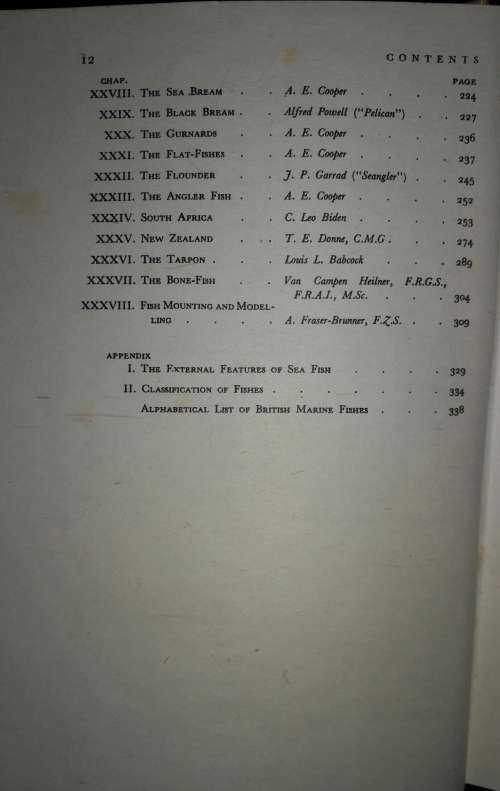 12 CONTENTS
CHAP. PAGE
XXVIII. The Sea Bream . . A. E. Cooper . . . . 224
XXIX. The Black Bream . . Alfred Powell ("Pelican") . . 227
XXX. The Gurnards . . A. E. Cooper . . . . 236
XXXI. The Flat-Fishes . . A. E. Cooper . . . . 237
XXXII. The Flounder . . J. P. Garrad ("Seangler") . . 245
XXXIII. The Angler Fish . . A. E. Cooper . . . . 252
XXXIV. South Africa . . C. Leo Biden . . . . 253
XXXV. New Zealand . . . T. E. Donne, C.M.G. . . . 274
XXXVI. The Tarpon . . . Louis L. Babcock . . . 289
XXXVII. The Bone-Fish . . Van Campen Heilner, F.R.G.S.,
F.R.A.I., M.Sc. . . . 304
XXXVIII. Fish Mounting and Model-
ling . . . . A. Fraser-Brunner, F.Z.S. . . . 309
APPENDIX
I. The External Features of Sea Fish . . . . 329
II. Classification of Fishes . . . . . . . 334
Alphabetical List of British Marine Fishes . . . 338